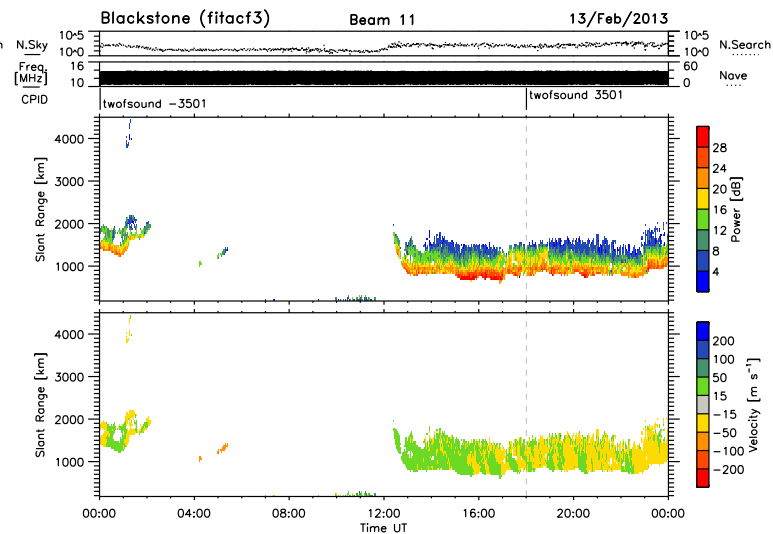 Blackstone (fitacf3) Beam 11 13/Feb/2013
n N.Sky 10^5 10^0 10^5 10^0 N.Search
Freq. [MHz] 16 10 60 0 Nave
CPID twofsound -3501 twofsound 3501
4000
3000
2000
1000
Slant Range [km]
28
24
20
16
12
8
4
Power [dB]
4000
3000
2000
1000
Slant Range [km]
200
100
50
15
-15
-50
-100
-200
Velocity [m s⁻¹]
00:00 04:00 08:00 12:00 16:00 20:00 00:00
Time UT